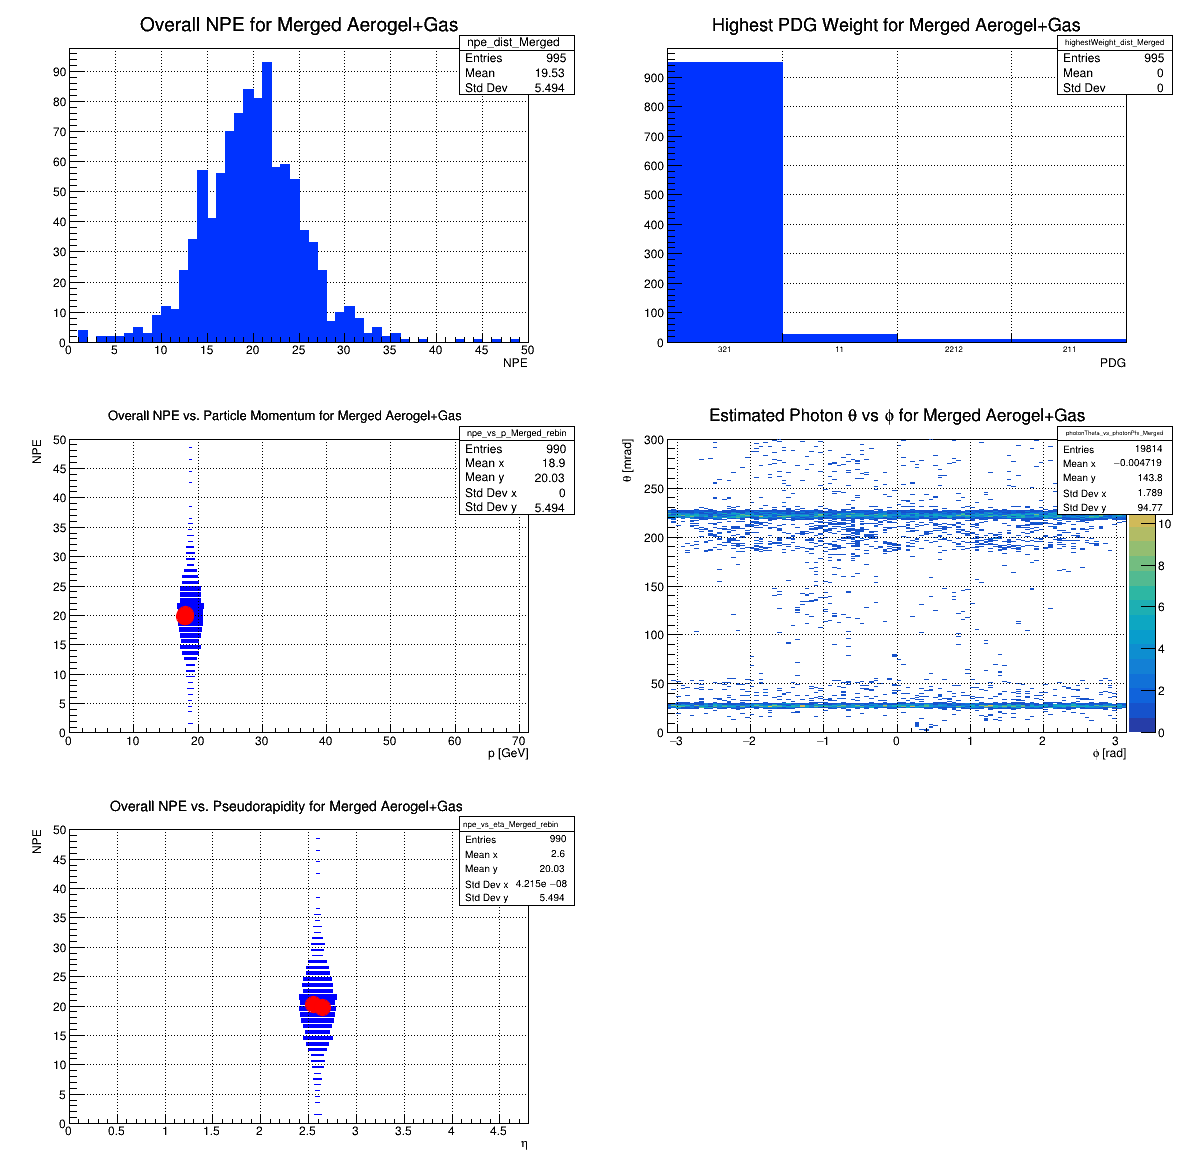 Overall NPE for Merged Aerogel+Gas
npe_dist_Merged
Entries 995
Mean 19.53
Std Dev 5.494
90
80
70
60
50
40
30
20
10
0
0 5 10 15 20 25 30 35 40 45 50
NPE
Highest PDG Weight for Merged Aerogel+Gas
highestWeight_dist_Merged
Entries 995
Mean 0
Std Dev 0
900
800
700
600
500
400
300
200
100
0
321 11 2212 211
PDG
Overall NPE vs. Particle Momentum for Merged Aerogel+Gas
npe_vs_p_Merged_rebin
Entries 990
Mean x 18.9
Mean y 20.03
Std Dev x 0
Std Dev y 5.494
NPE
50
45
40
35
30
25
20
15
10
5
0
0 10 20 30 40 50 60 70
p [GeV]
Estimated Photon θ vs ϕ for Merged Aerogel+Gas
photonTheta_vs_photonPhi_Merged
Entries 19814
Mean x −0.004719
Mean y 143.8
Std Dev x 1.789
Std Dev y 94.77
θ [mrad]
300
250
200
150
100
50
0
−3 −2 −1 0 1 2 3
ϕ [rad]
10
8
6
4
2
0
Overall NPE vs. Pseudorapidity for Merged Aerogel+Gas
npe_vs_eta_Merged_rebin
Entries 990
Mean x 2.6
Mean y 20.03
Std Dev x 4.215e −08
Std Dev y 5.494
NPE
50
45
40
35
30
25
20
15
10
5
0
0 0.5 1 1.5 2 2.5 3 3.5 4 4.5
η